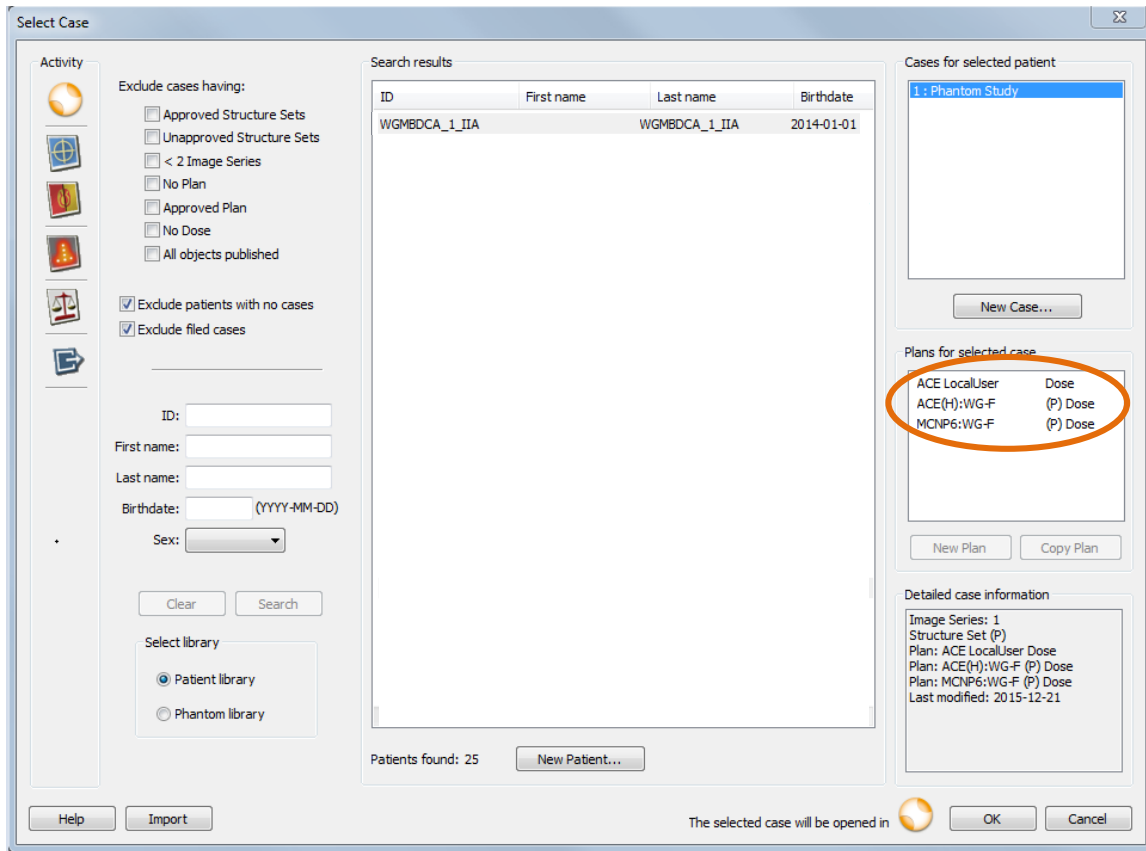 Select Case
Activity
Exclude cases having:
Approved Structure Sets
Unapproved Structure Sets
< 2 Image Series
No Plan
Approved Plan
No Dose
All objects published
Exclude patients with no cases
Exclude filed cases
ID:
First name:
Last name:
Birthdate: (YYYY-MM-DD)
Sex:
Clear Search
Select library
Patient library
Phantom library
Search results
ID First name Last name Birthdate
WGMBDCA_1_IIA WGMBDCA_1_IIA 2014-01-01
Patients found: 25 New Patient...
Cases for selected patient
1 : Phantom Study
New Case...
Plans for selected case
ACE LocalUser Dose
ACE(H):WG-F (P) Dose
MCNP6:WG-F (P) Dose
New Plan Copy Plan
Detailed case information
Image Series: 1
Structure Set (P)
Plan: ACE LocalUser Dose
Plan: ACE(H):WG-F (P) Dose
Plan: MCNP6:WG-F (P) Dose
Last modified: 2015-12-21
Help Import The selected case will be opened in OK Cancel